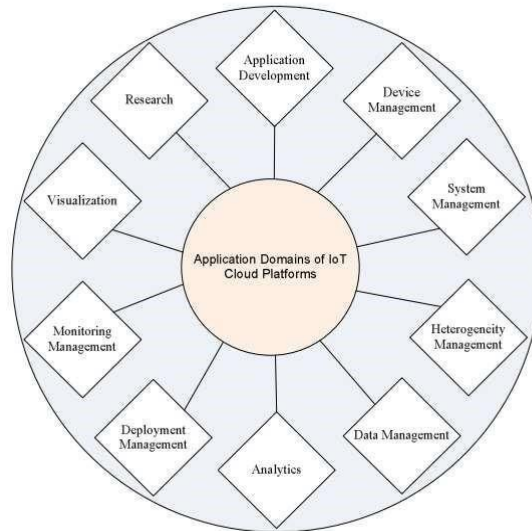 Application
Development
Device
Management
System
Management
Heterogencity
Management
Data Management
Analytics
Deployment
Management
Monitoring
Management
Visualization
Research
Application Domains of IoT
Cloud Platforms